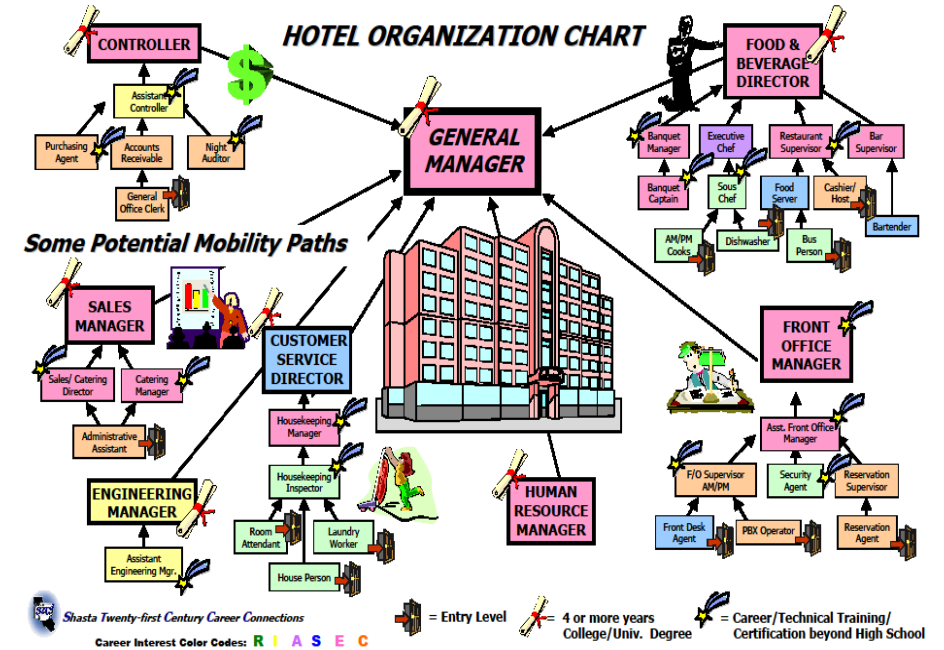 HOTEL ORGANIZATION CHART
CONTROLLER
$
Assistant
Controller
Purchasing
Agent
Accounts
Receivable
Night
Auditor
General
Office Clerk
GENERAL
MANAGER
FOOD &
BEVERAGE
DIRECTOR
Banquet
Manager
Executive
Chef
Restaurant
Supervisor
Bar
Supervisor
Banquet
Captain
Sous
Chef
Food
Server
Cashier/
Host
Bartender
AM/PM
Cooks
Dishwasher
Bus
Person
Some Potential Mobility Paths
SALES
MANAGER
Sales/ Catering
Director
Catering
Manager
Administrative
Assistant
CUSTOMER
SERVICE
DIRECTOR
Housekeeping
Manager
Housekeeping
Inspector
Room
Attendant
Laundry
Worker
House Person
ENGINEERING
MANAGER
Assistant
Engineering Mgr.
HUMAN
RESOURCE
MANAGER
FRONT
OFFICE
MANAGER
Asst. Front Office
Manager
F/O Supervisor
AM/PM
Security
Agent
Reservation
Supervisor
Front Desk
Agent
PBX Operator
Reservation
Agent
Shasta Twenty-first Century Career Connections
Career Interest Color Codes: R I A S E C
= Entry Level
= 4 or more years
College/Univ. Degree
= Career/Technical Training/
Certification beyond High School